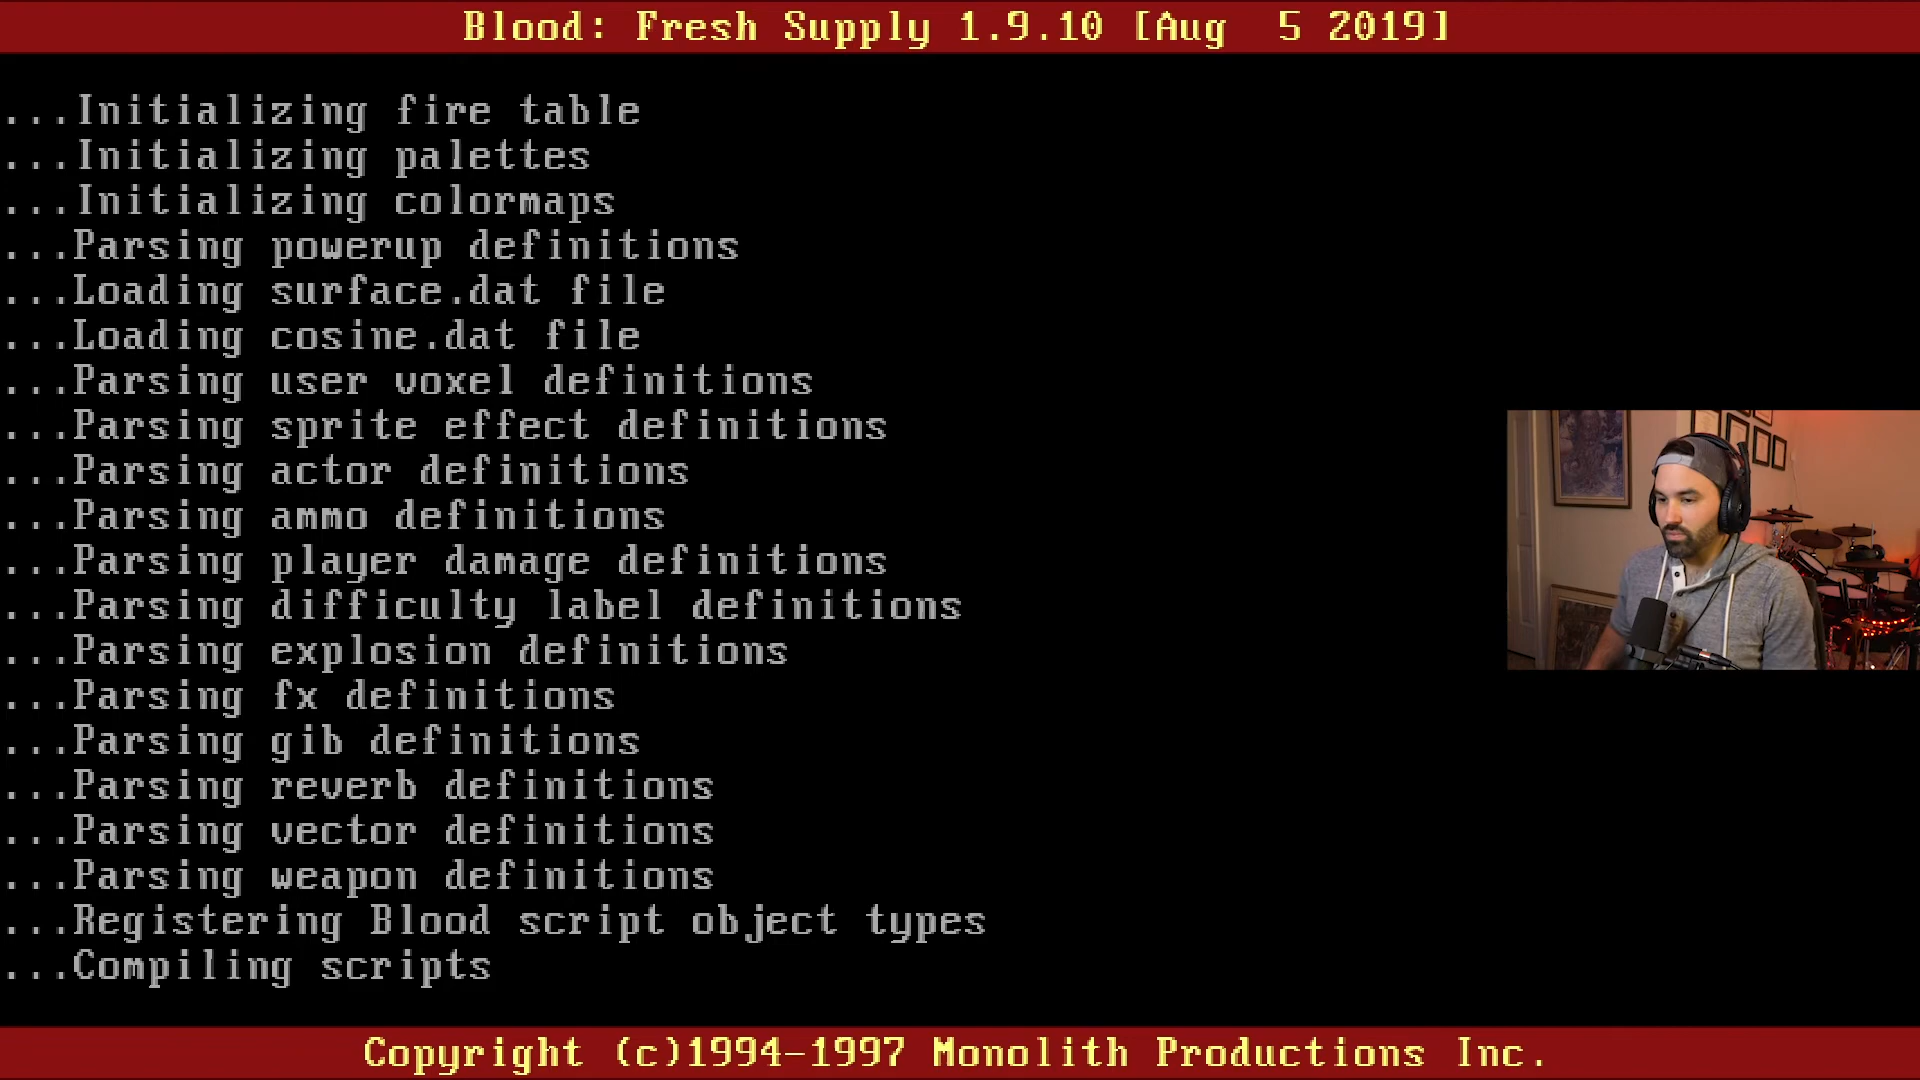 Blood: Fresh Supply 1.9.10 [Aug  5 2019]
...Initializing fire table
...Initializing palettes
...Initializing colormaps
...Parsing powerup definitions
...Loading surface.dat file
...Loading cosine.dat file
...Parsing user voxel definitions
...Parsing sprite effect definitions
...Parsing actor definitions
...Parsing ammo definitions
...Parsing player damage definitions
...Parsing difficulty label definitions
...Parsing explosion definitions
...Parsing fx definitions
...Parsing gib definitions
...Parsing reverb definitions
...Parsing vector definitions
...Parsing weapon definitions
...Registering Blood script object types
...Compiling scripts
Copyright (c)1994-1997 Monolith Productions Inc.